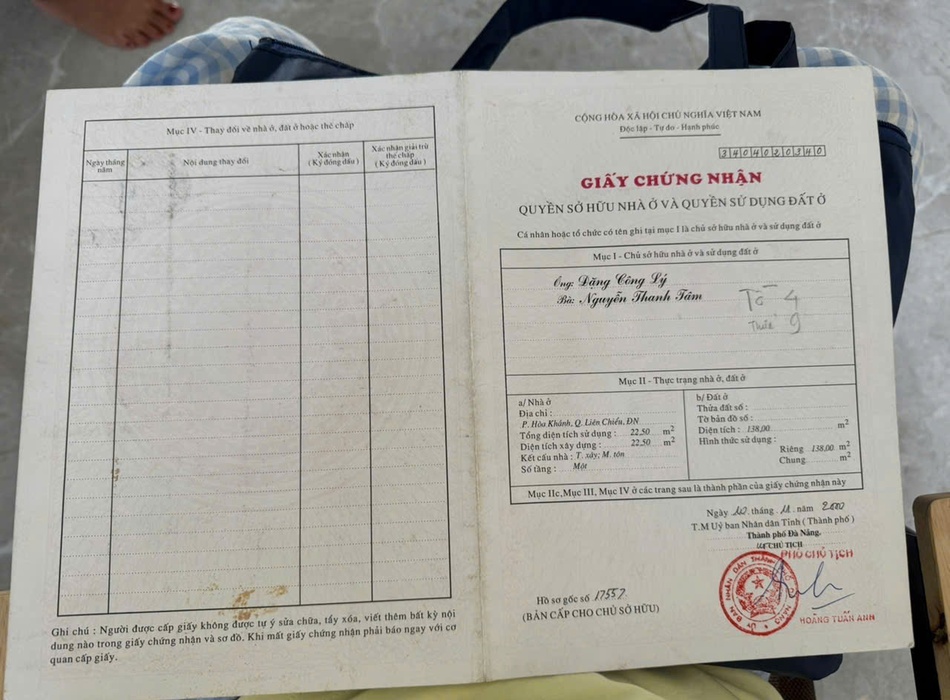 Mục IV - Thay đổi về nhà ở, đất ở hoặc thế chấp
Ngày tháng năm
Nội dung thay đổi
Xác nhận
( Ký đóng dấu )
Xác nhận giải trừ
thế chấp
( Ký đóng dấu )
Ghi chú : Người được cấp giấy không được tự ý sửa chữa, tẩy xóa, viết thêm bất kỳ nội
dung nào trong giấy chứng nhận và sơ đồ. Khi mất giấy chứng nhận phải báo ngay với cơ
quan cấp giấy.
CỘNG HÒA XÃ HỘI CHỦ NGHĨA VIỆT NAM
Độc lập - Tự do - Hạnh phúc
3404020340
GIẤY CHỨNG NHẬN
QUYỀN SỞ HỮU NHÀ Ở VÀ QUYỀN SỬ DỤNG ĐẤT Ở
Cá nhân hoặc tổ chức có tên ghi tại mục I là chủ sở hữu nhà ở và sử dụng đất ở
Mục I - Chủ sở hữu nhà ở và sử dụng đất ở
Ông: Đặng Công Lý
Bà: Nguyễn Thanh Tâm
Tờ 4
Thửa 9
Mục II - Thực trạng nhà ở, đất ở
a/ Nhà ở
Địa chỉ :
P. Hòa Khánh, Q. Liên Chiểu, ĐN
Tổng diện tích sử dụng : 22,50 m2
Diện tích xây dựng : 22,50 m2
Kết cấu nhà : T. xây; M. tôn
Số tầng : Một
b/ Đất ở
Thửa đất số :
Tờ bản đồ số :
Diện tích : 138,00 m2
Hình thức sử dụng :
Riêng 138,00 m2
Chung m2
Mục IIc,Mục III, Mục IV ở các trang sau là thành phần của giấy chứng nhận này
Ngày 10 tháng 11 năm 2000
T.M Uỷ ban Nhân dân Tỉnh ( Thành phố )
Thành phố Đà Nẵng.
KT CHỦ TỊCH
PHÓ CHỦ TỊCH
HOÀNG TUẤN ANH
Hồ sơ gốc số 17557
(BẢN CẤP CHO CHỦ SỞ HỮU)